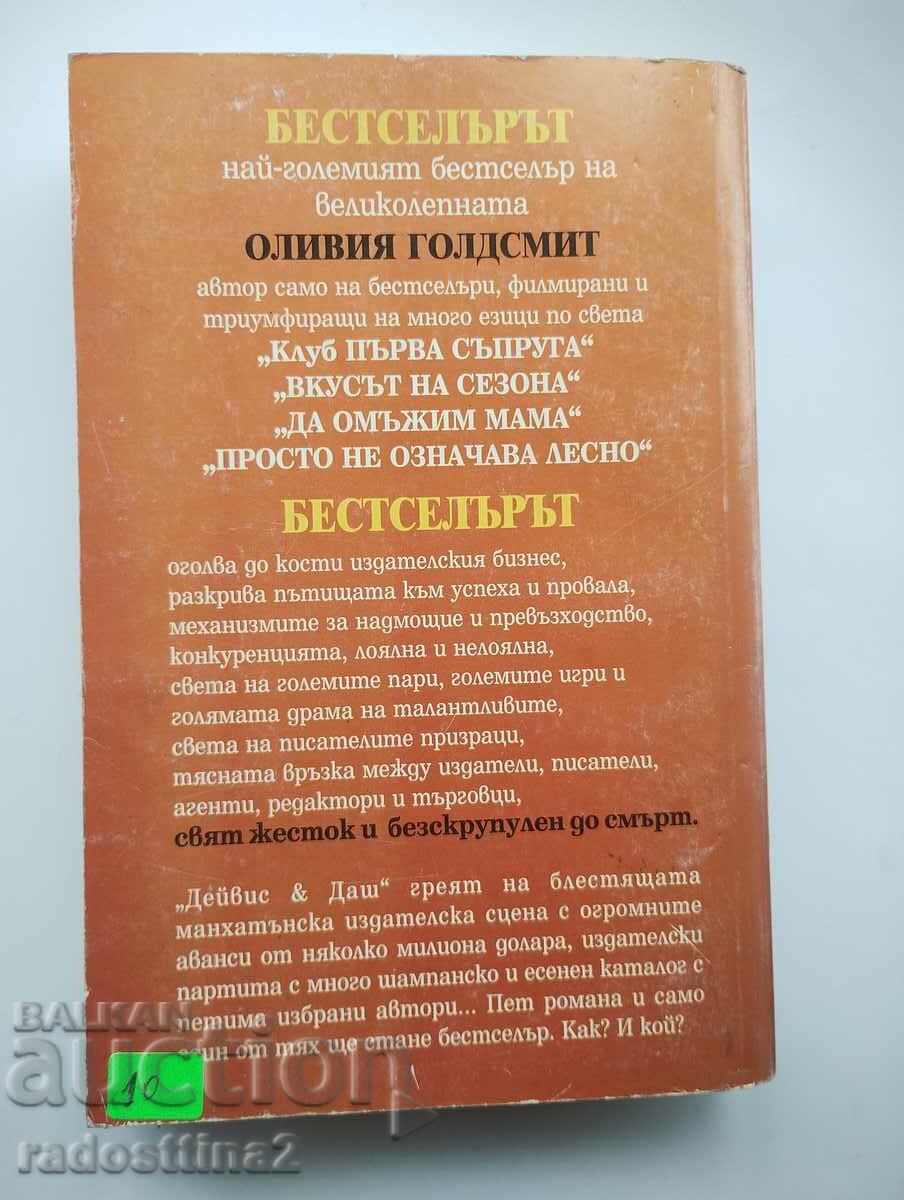 БЕСТСЕЛЪРЪТ
най-големият бестселър на
великолепната
ОЛИВИЯ ГОЛДСМИТ
автор само на бестселъри, филмирани и
триумфиращи на много езици по света
„Клуб ПЪРВА СЪПРУГА“
„ВКУСЪТ НА СЕЗОНА“
„ДА ОМЪЖИМ МАМА“
„ПРОСТО НЕ ОЗНАЧАВА ЛЕСНО“
БЕСТСЕЛЪРЪТ
оголва до кости издателския бизнес,
разкрива пътищата към успеха и провала,
механизмите за надмощие и превъзходство,
конкуренцията, лоялна и нелоялна,
света на големите пари, големите игри и
голямата драма на талантливите,
света на писателите призраци,
тясната връзка между издатели, писатели,
агенти, редактори и търговци,
свят жесток и безскрупулен до смърт.
„Дейвис & Даш“ греят на блестящата
манхатънска издателска сцена с огромните
аванси от няколко милиона долара, издателски
партита с много шампанско и есенен каталог с
петима избрани автори... Пет романа и само
един от тях ще стане бестселър. Как? И кой?
BALKAN
auction
10
radosttina2